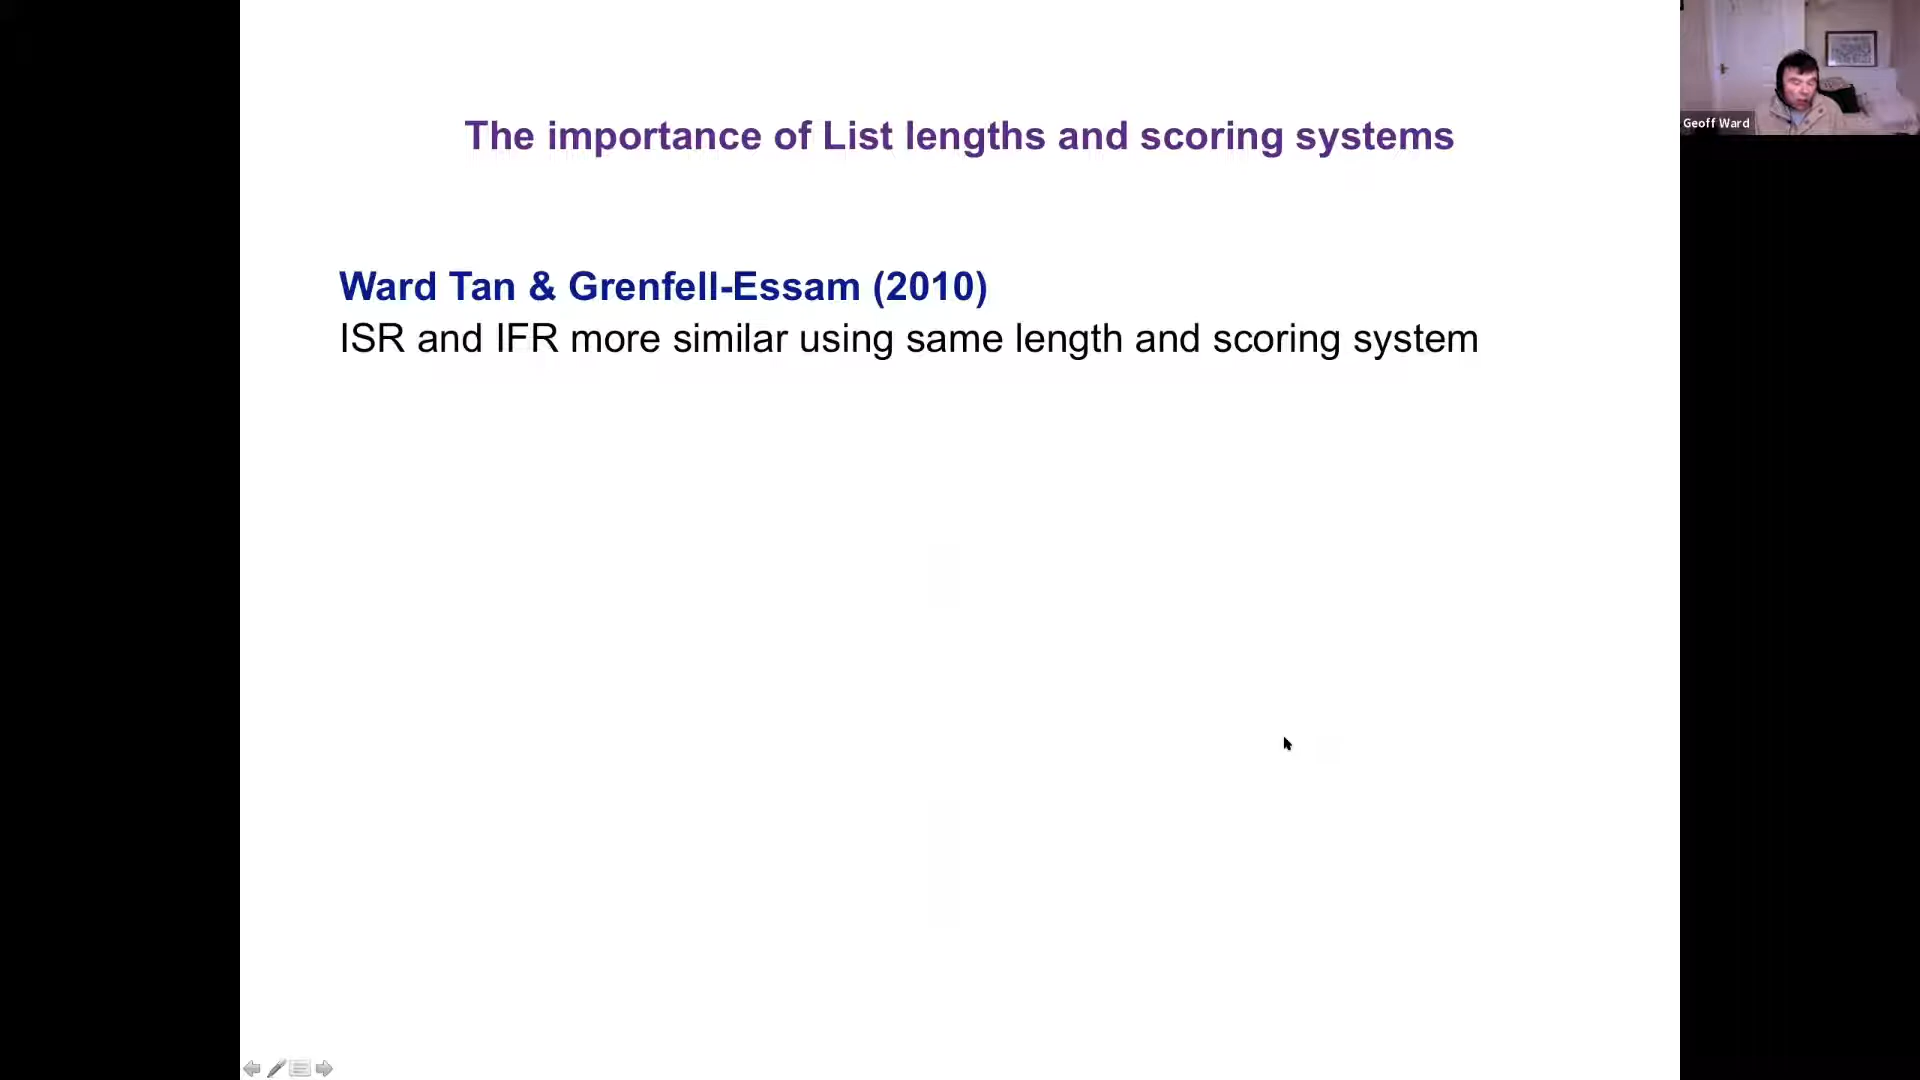 The importance of List lengths and scoring systems
Geoff Ward
Ward Tan & Grenfell-Essam (2010)
ISR and IFR more similar using same length and scoring system